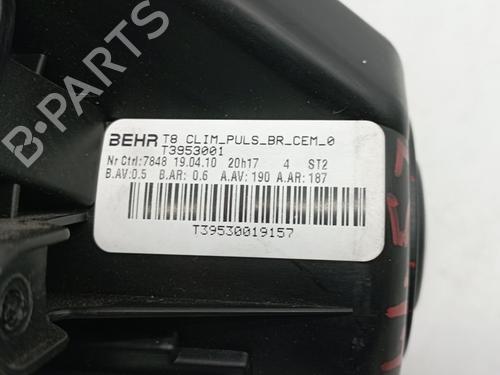 BEHR T8 CLIM_PULS_BR_CEM_0
T3953001
Nr Ctrl:7848 19.04.10 20h17 4 ST2
B.AV:0.5 B.AR: 0.6 A.AV: 190 A.AR: 187
T39530019157
B-PARTS